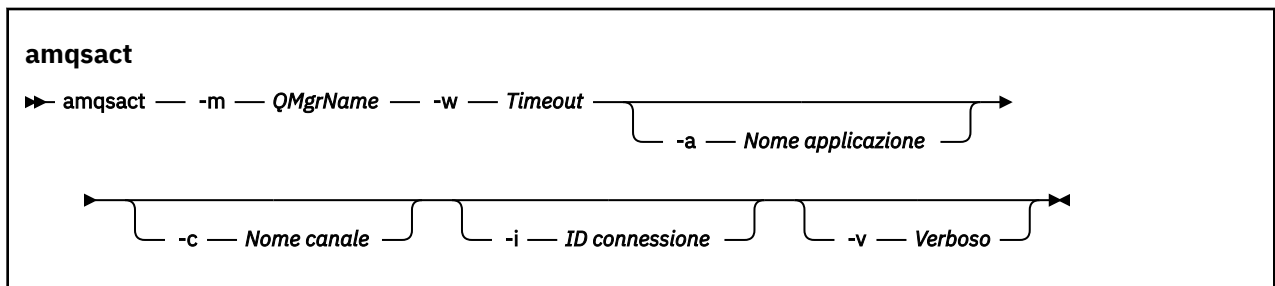 amqsact
amqsact -m QMgrName -w Timeout
-a Nome applicazione
-c Nome canale -i ID connessione -v Verboso